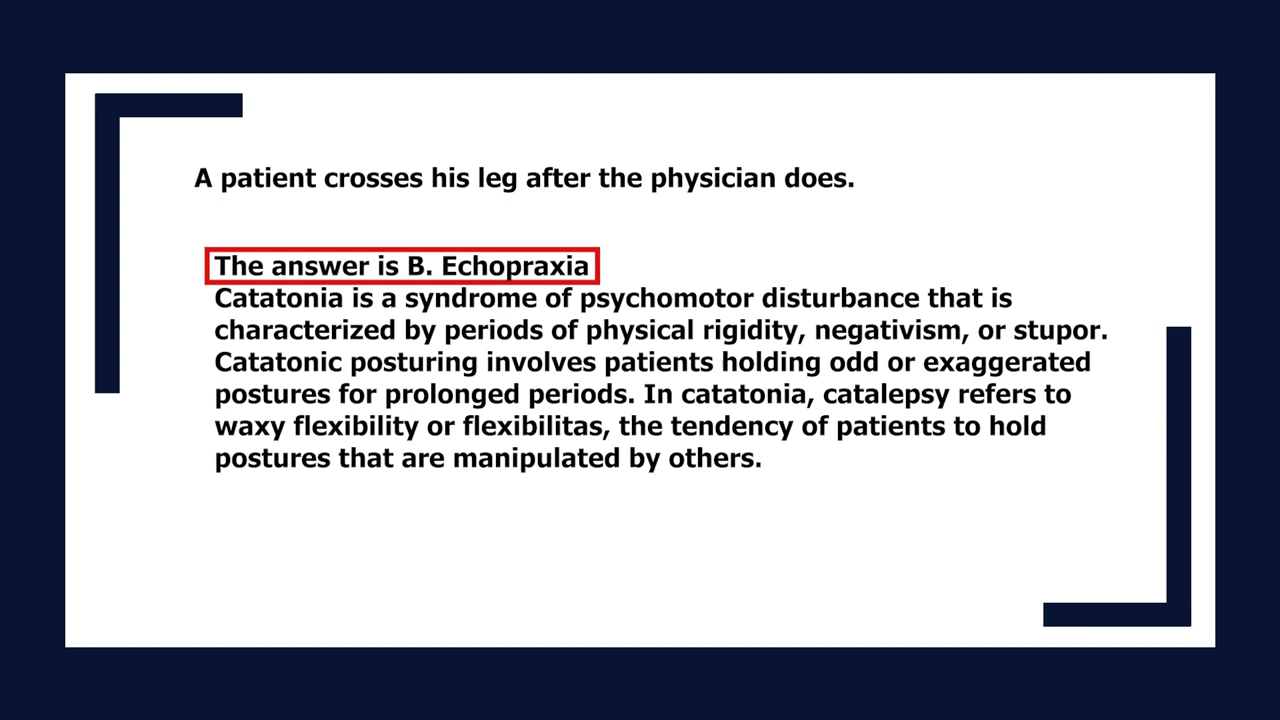 A patient crosses his leg after the physician does.
The answer is B. Echopraxia
Catatonia is a syndrome of psychomotor disturbance that is
characterized by periods of physical rigidity, negativism, or stupor.
Catatonic posturing involves patients holding odd or exaggerated
postures for prolonged periods. In catatonia, catalepsy refers to
waxy flexibility or flexibilitas, the tendency of patients to hold
postures that are manipulated by others.